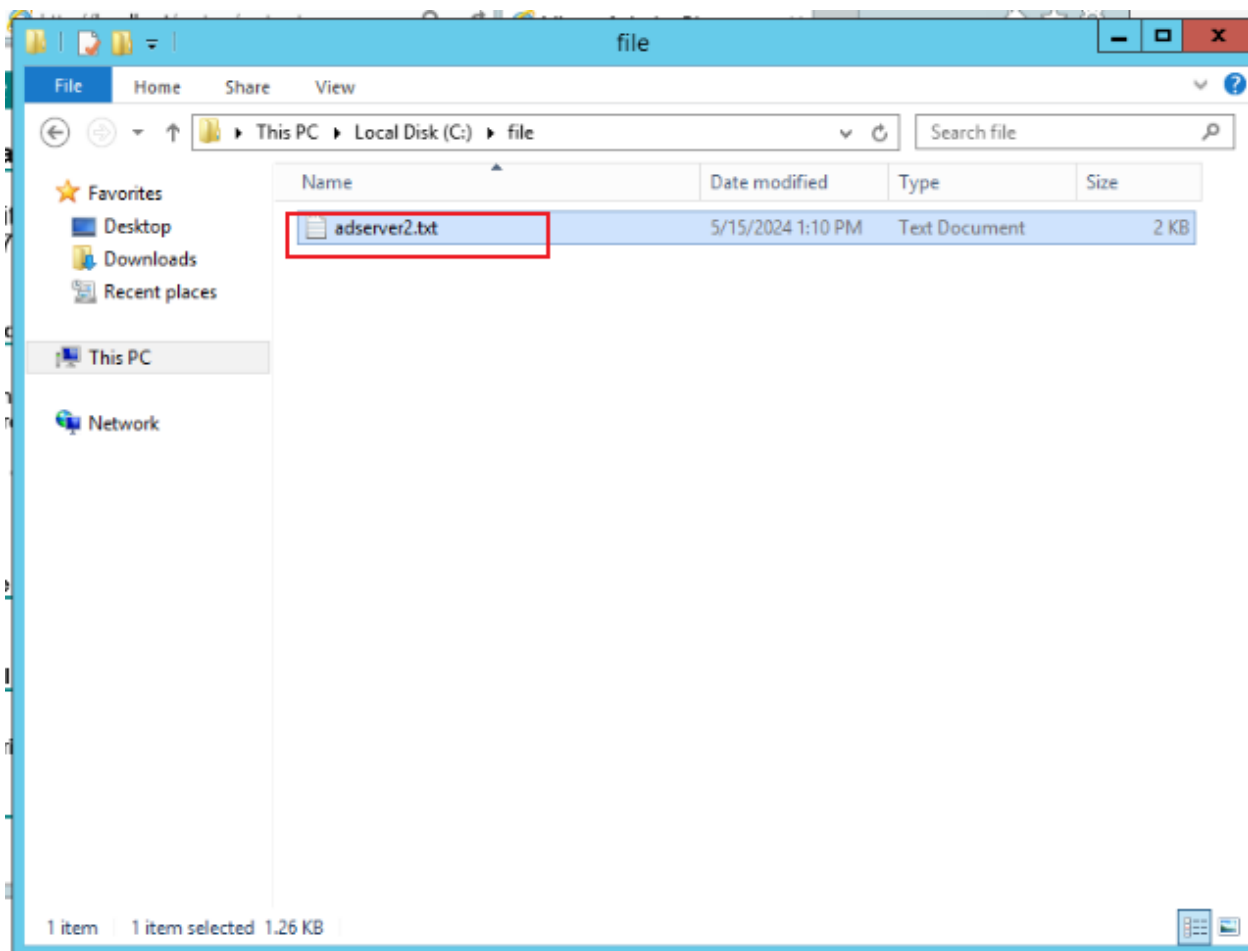 file
File Home Share View
This PC Local Disk (C:) file Search file
Name Date modified Type Size
Favorites
Desktop
Downloads
Recent places
This PC
Network
adserver2.txt 5/15/2024 1:10 PM Text Document 2 KB
1 item 1 item selected 1.26 KB